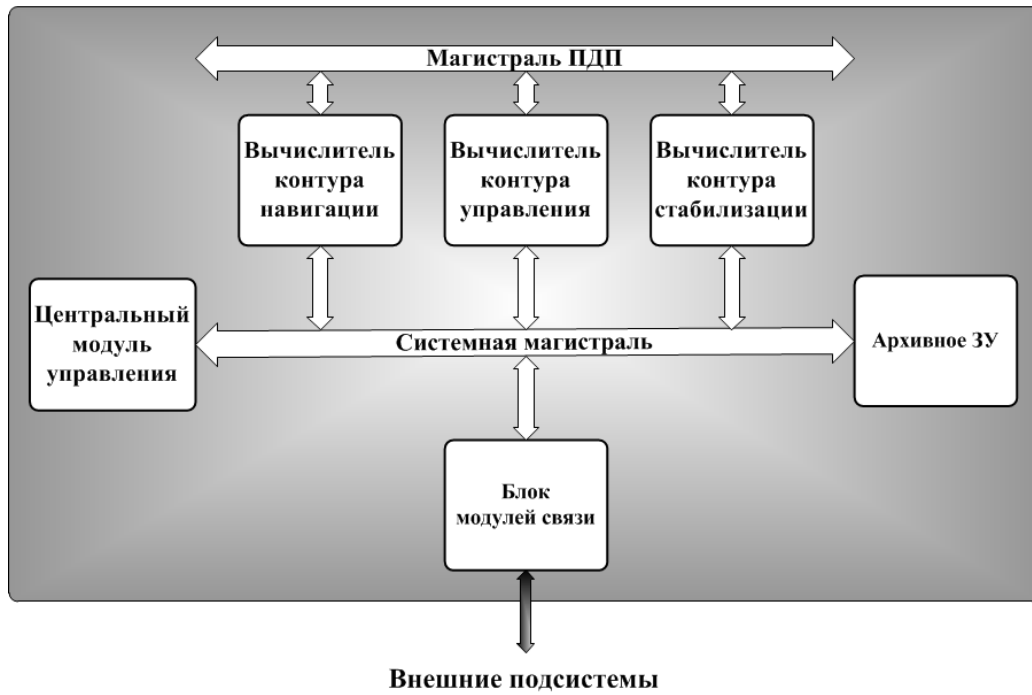 Магистраль ПДП
Вычислитель
контура
навигации
Вычислитель
контура
управления
Вычислитель
контура
стабилизации
Центральный
модуль
управления
Системная магистраль
Архивное ЗУ
Блок
модулей связи
Внешние подсистемы